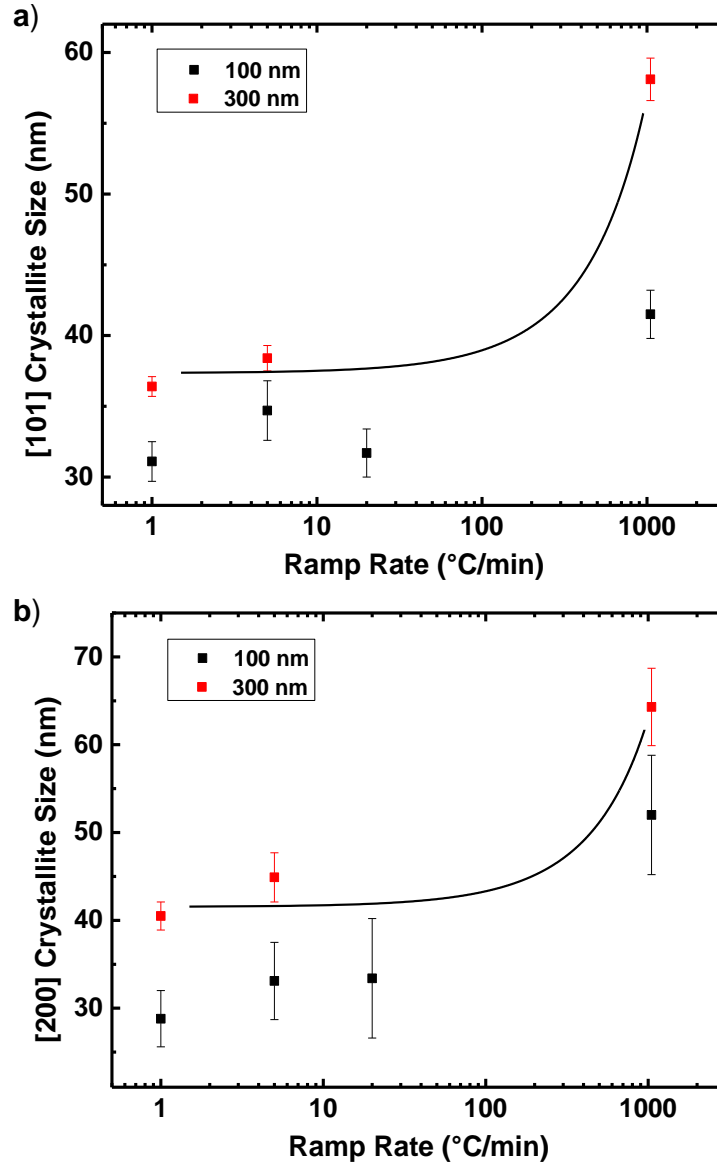 a)
60
50
40
30
[101] Crystallite Size (nm)
100 nm
300 nm
1
10
100
1000
Ramp Rate (°C/min)
b)
70
60
50
40
30
[200] Crystallite Size (nm)
100 nm
300 nm
1
10
100
1000
Ramp Rate (°C/min)